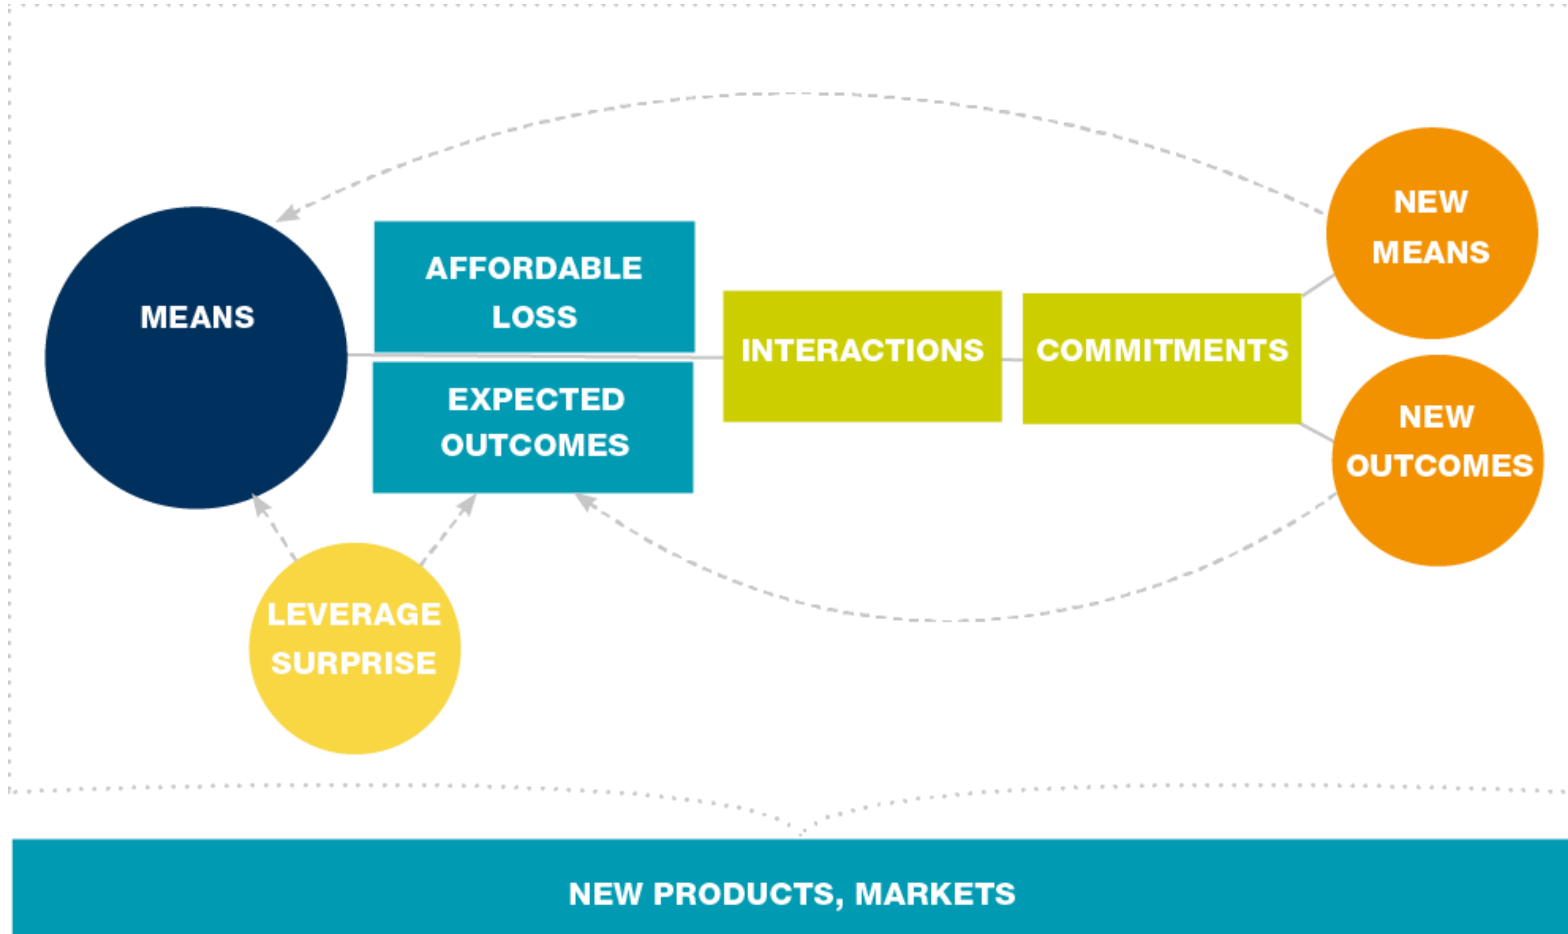 MEANS
AFFORDABLE
LOSS
EXPECTED
OUTCOMES
INTERACTIONS
COMMITMENTS
NEW
MEANS
NEW
OUTCOMES
LEVERAGE
SURPRISE
NEW PRODUCTS, MARKETS